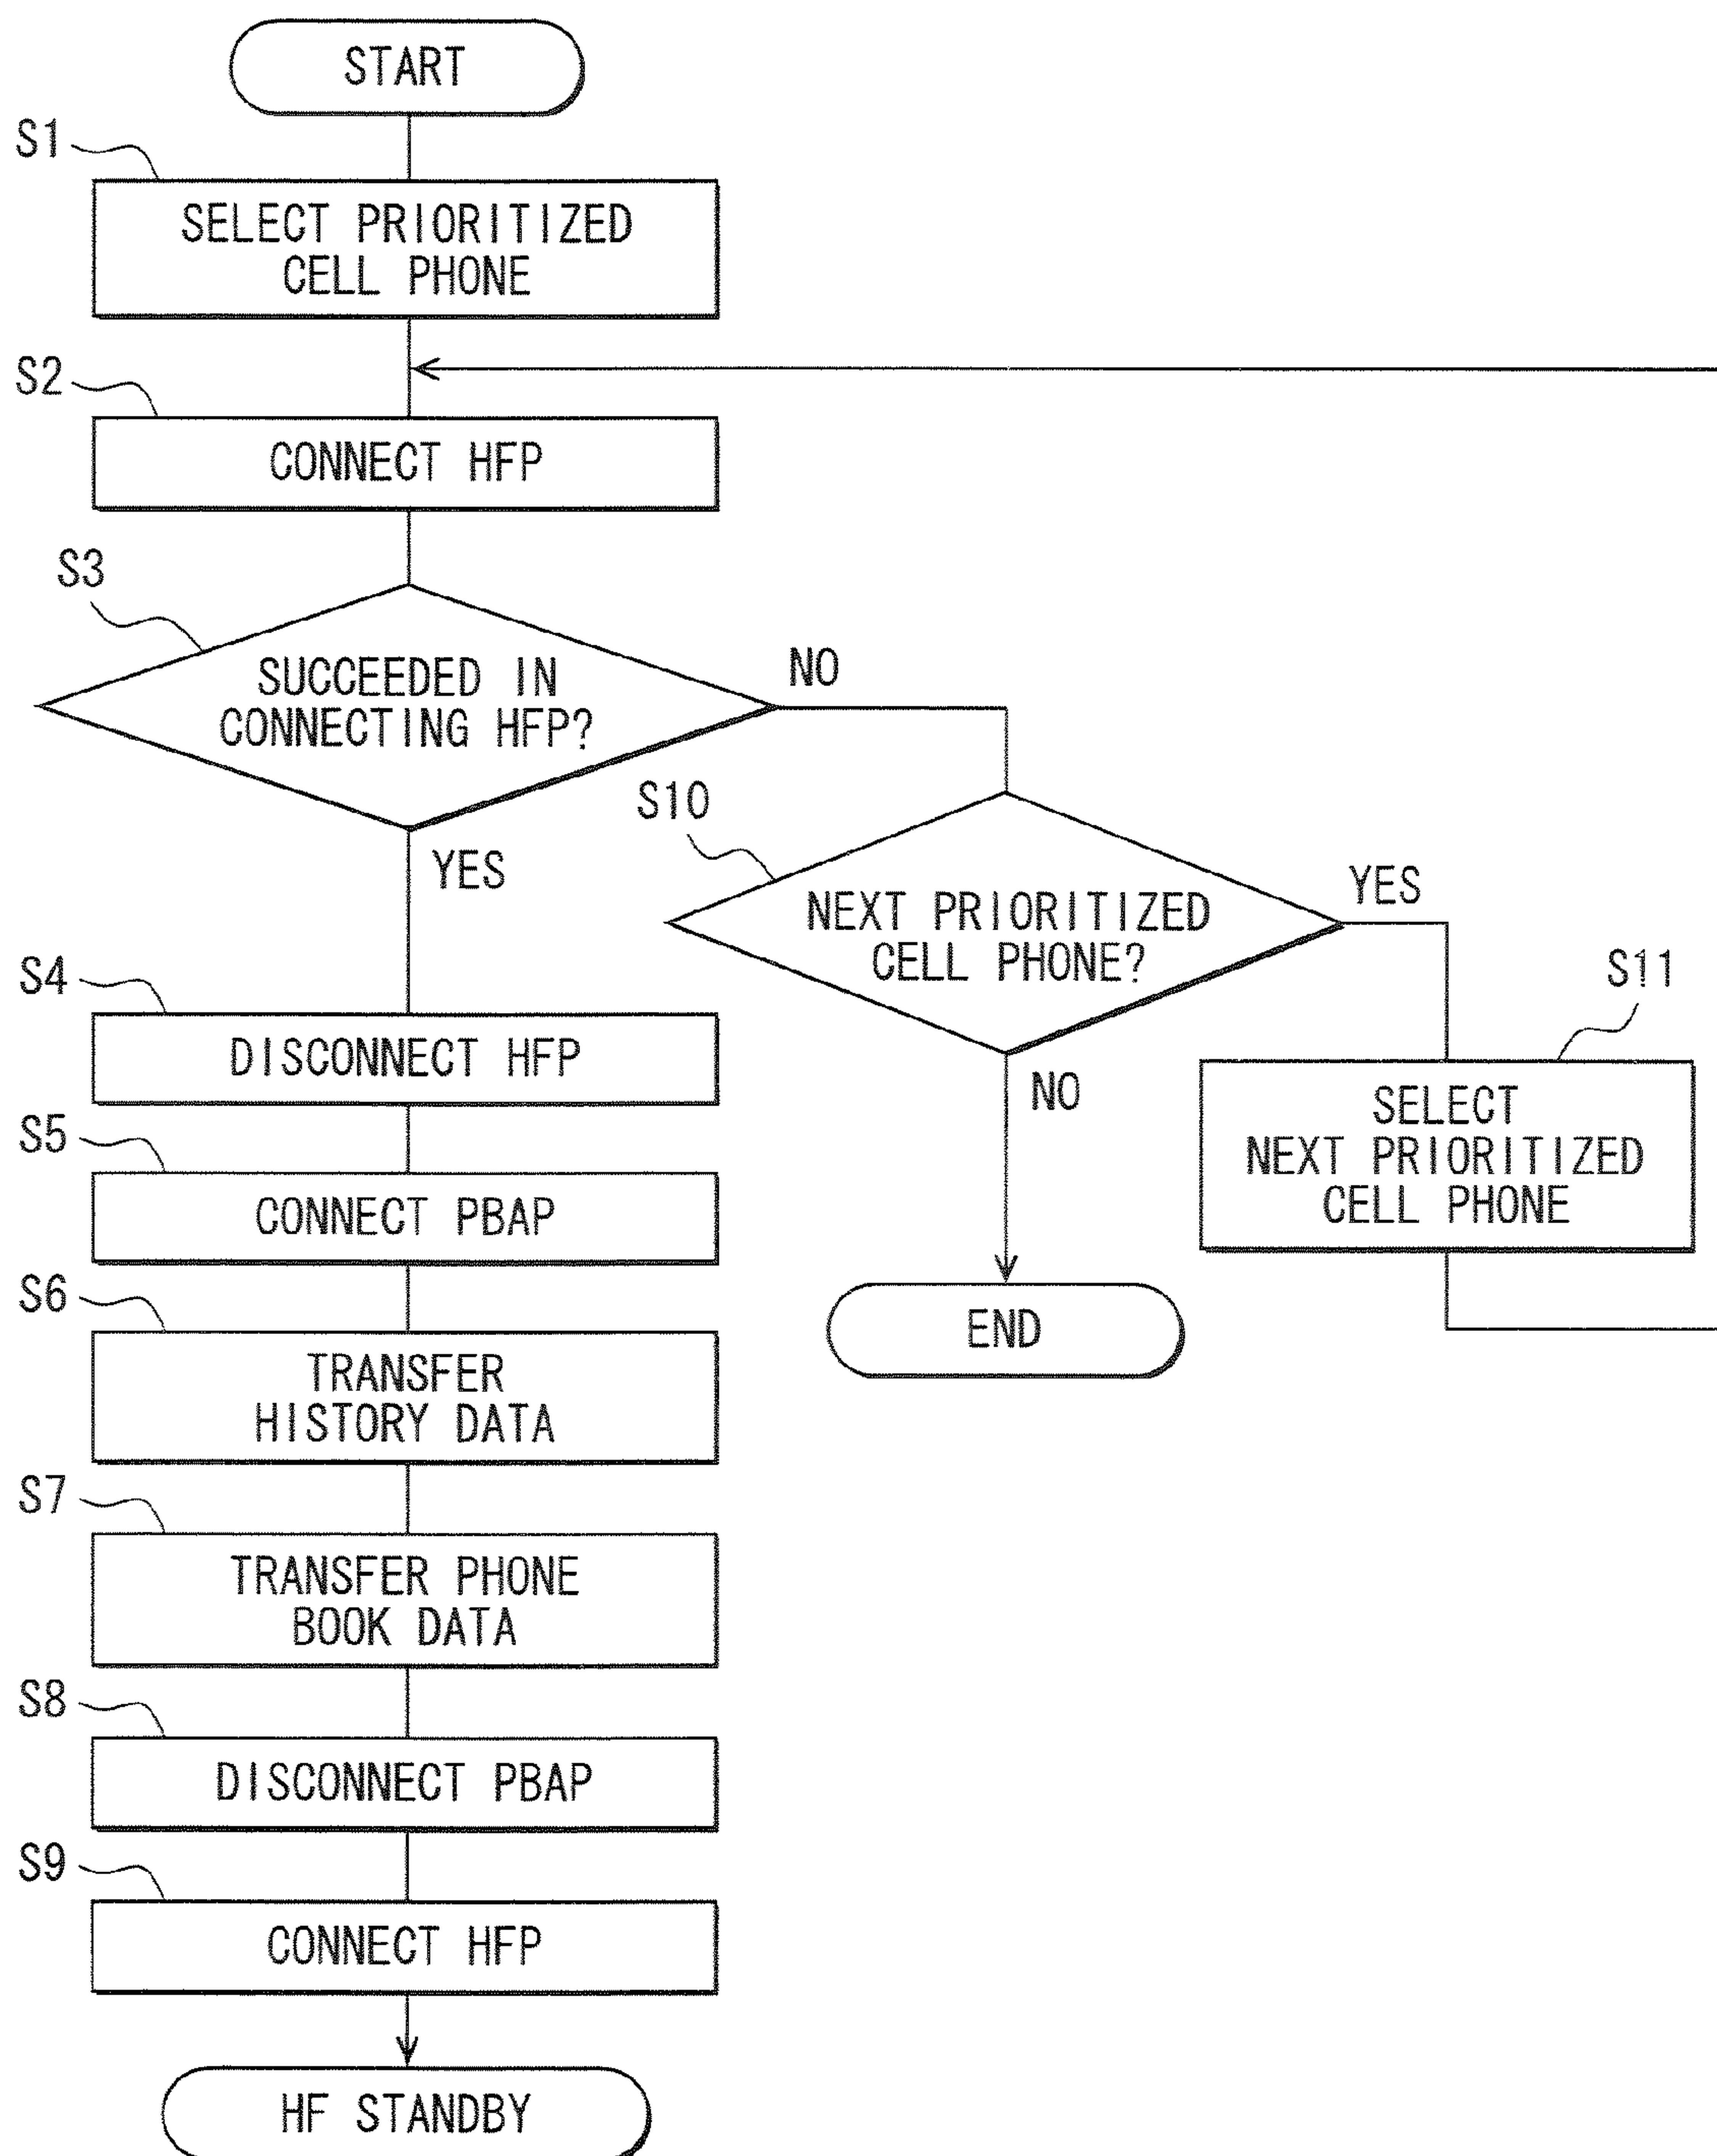 START
S1
SELECT PRIORITIZED
CELL PHONE
S2
CONNECT HFP
S3
SUCCEEDED IN
CONNECTING HFP?
NO
YES
S10
NEXT PRIORITIZED
CELL PHONE?
YES
NO
S11
SELECT
NEXT PRIORITIZED
CELL PHONE
END
S4
DISCONNECT HFP
S5
CONNECT PBAP
S6
TRANSFER
HISTORY DATA
S7
TRANSFER PHONE
BOOK DATA
S8
DISCONNECT PBAP
S9
CONNECT HFP
HF STANDBY